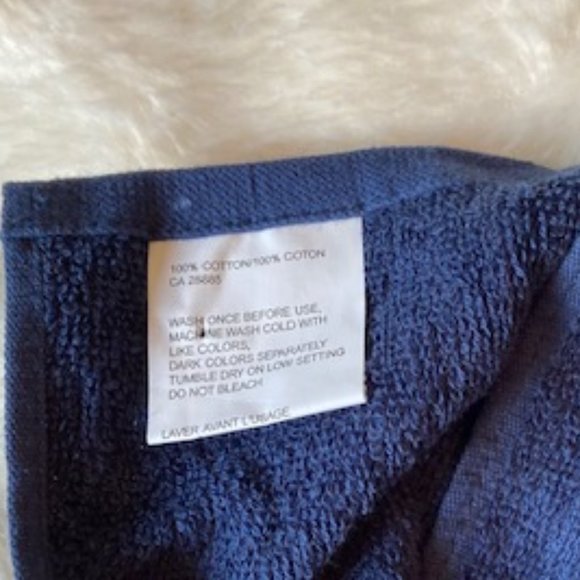 100% COTTON/100% COTON
CA 28685
WASH ONCE BEFORE USE,
MACHINE WASH COLD WITH
LIKE COLORS,
DARK COLORS SEPARATELY
TUMBLE DRY ON LOW SETTING
DO NOT BLEACH
LAVER AVANT L'USAGE